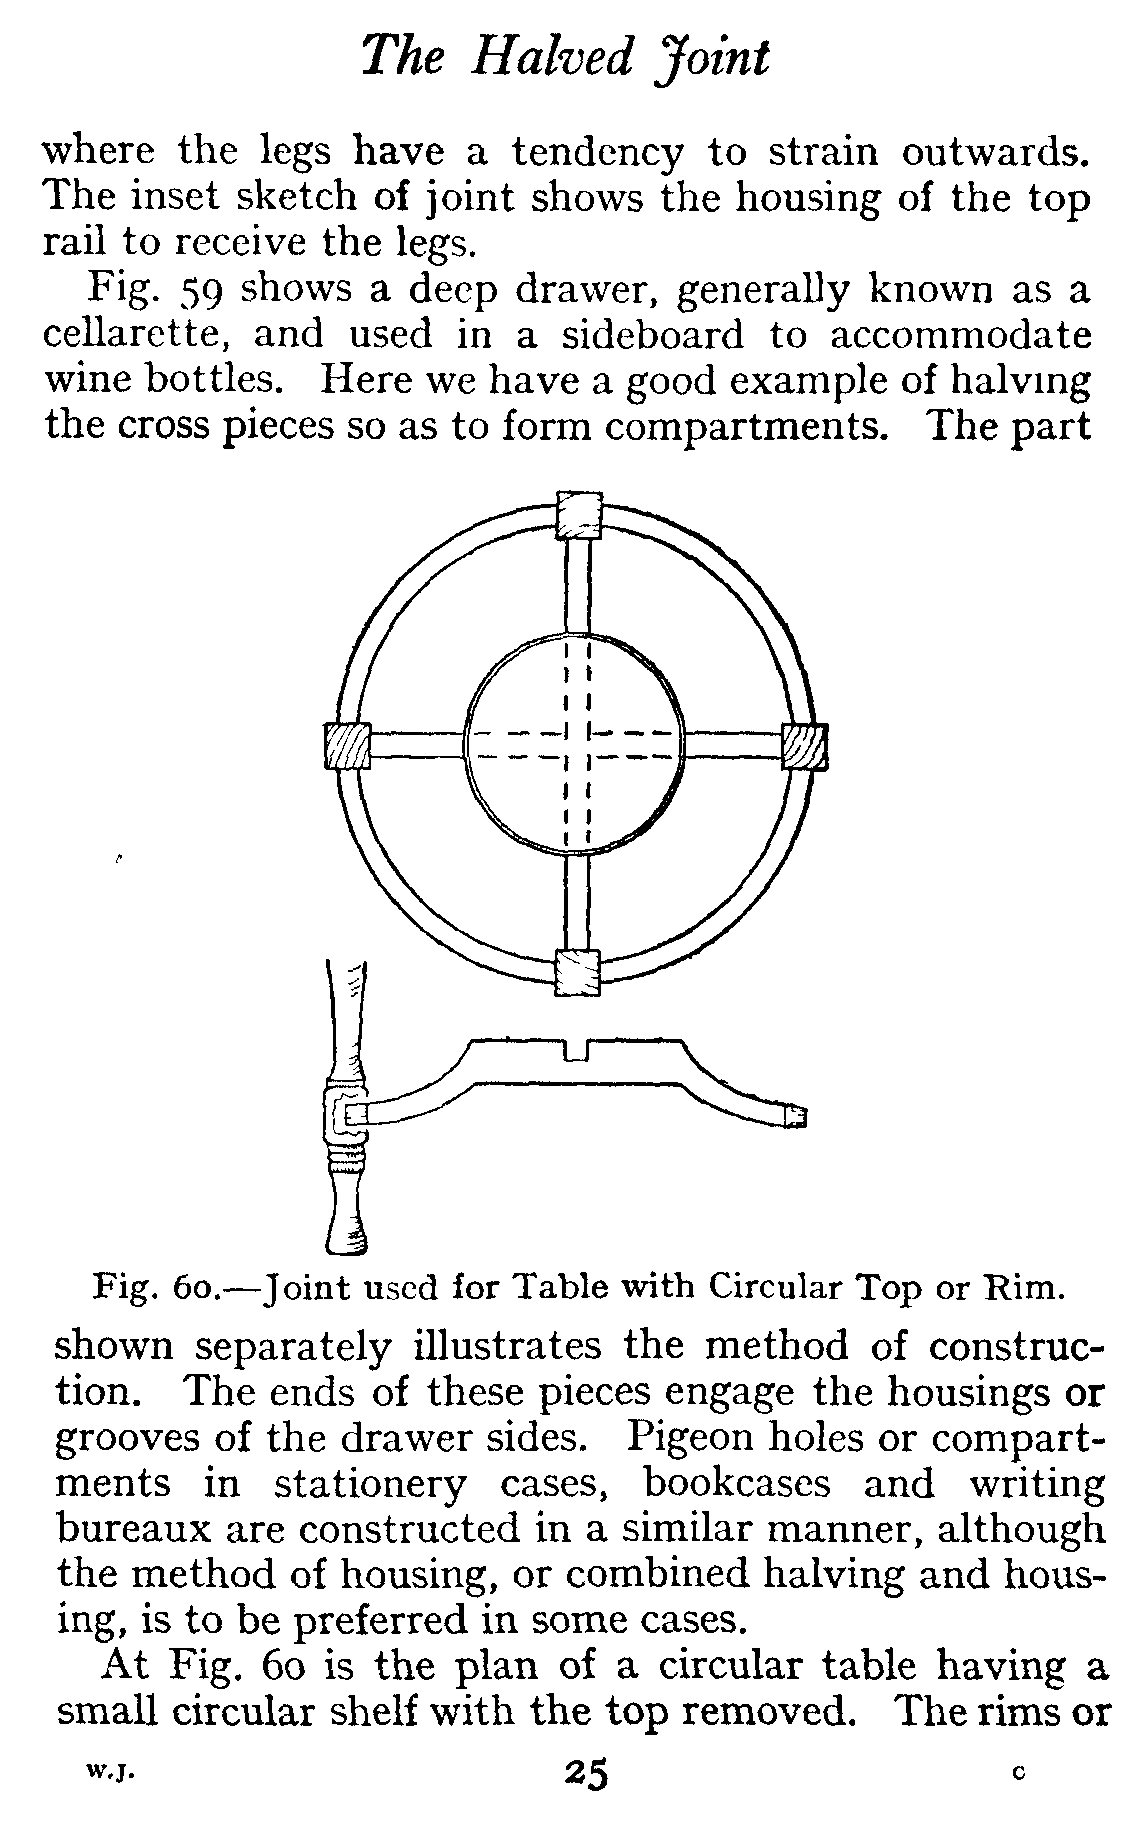 The Halved Joint
where the legs have a tendency to strain outwards.
The inset sketch of joint shows the housing of the top
rail to receive the legs.
Fig. 59 shows a deep drawer, generally known as a
cellarette, and used in a sideboard to accommodate
wine bottles. Here we have a good example of halving
the cross pieces so as to form compartments. The part
Fig. 60.—Joint used for Table with Circular Top or Rim.
shown separately illustrates the method of construc-
tion. The ends of these pieces engage the housings or
grooves of the drawer sides. Pigeon holes or compart-
ments in stationery cases, bookcases and writing
bureaux are constructed in a similar manner, although
the method of housing, or combined halving and hous-
ing, is to be preferred in some cases.
At Fig. 60 is the plan of a circular table having a
small circular shelf with the top removed. The rims or
W.J. 25 C